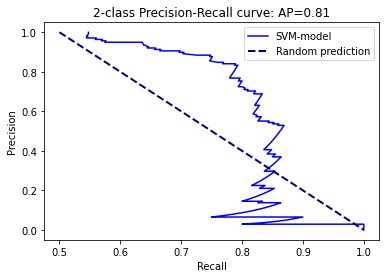 2-class Precision-Recall curve: AP=0.81
SVM-model
Random prediction
Precision
1.0
0.8
0.6
0.4
0.2
0.0
0.5 0.6 0.7 0.8 0.9 1.0
Recall